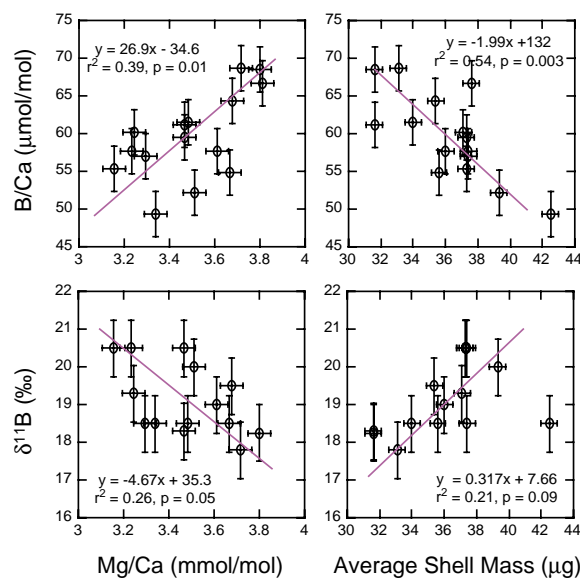 y = 26.9x - 34.6
r² = 0.39, p = 0.01
y = -1.99x +132
r² = 0.54, p = 0.003
B/Ca (μmol/mol)
75
70
65
60
55
50
45
3 3.2 3.4 3.6 3.8 4
75
70
65
60
55
50
45
30 32 34 36 38 40 42 44
δ¹¹B (‰)
22
21
20
19
18
17
16
y = -4.67x + 35.3
r² = 0.26, p = 0.05
3 3.2 3.4 3.6 3.8 4
22
21
20
19
18
17
16
y = 0.317x + 7.66
r² = 0.21, p = 0.09
30 32 34 36 38 40 42 44
Mg/Ca (mmol/mol)
Average Shell Mass (μg)